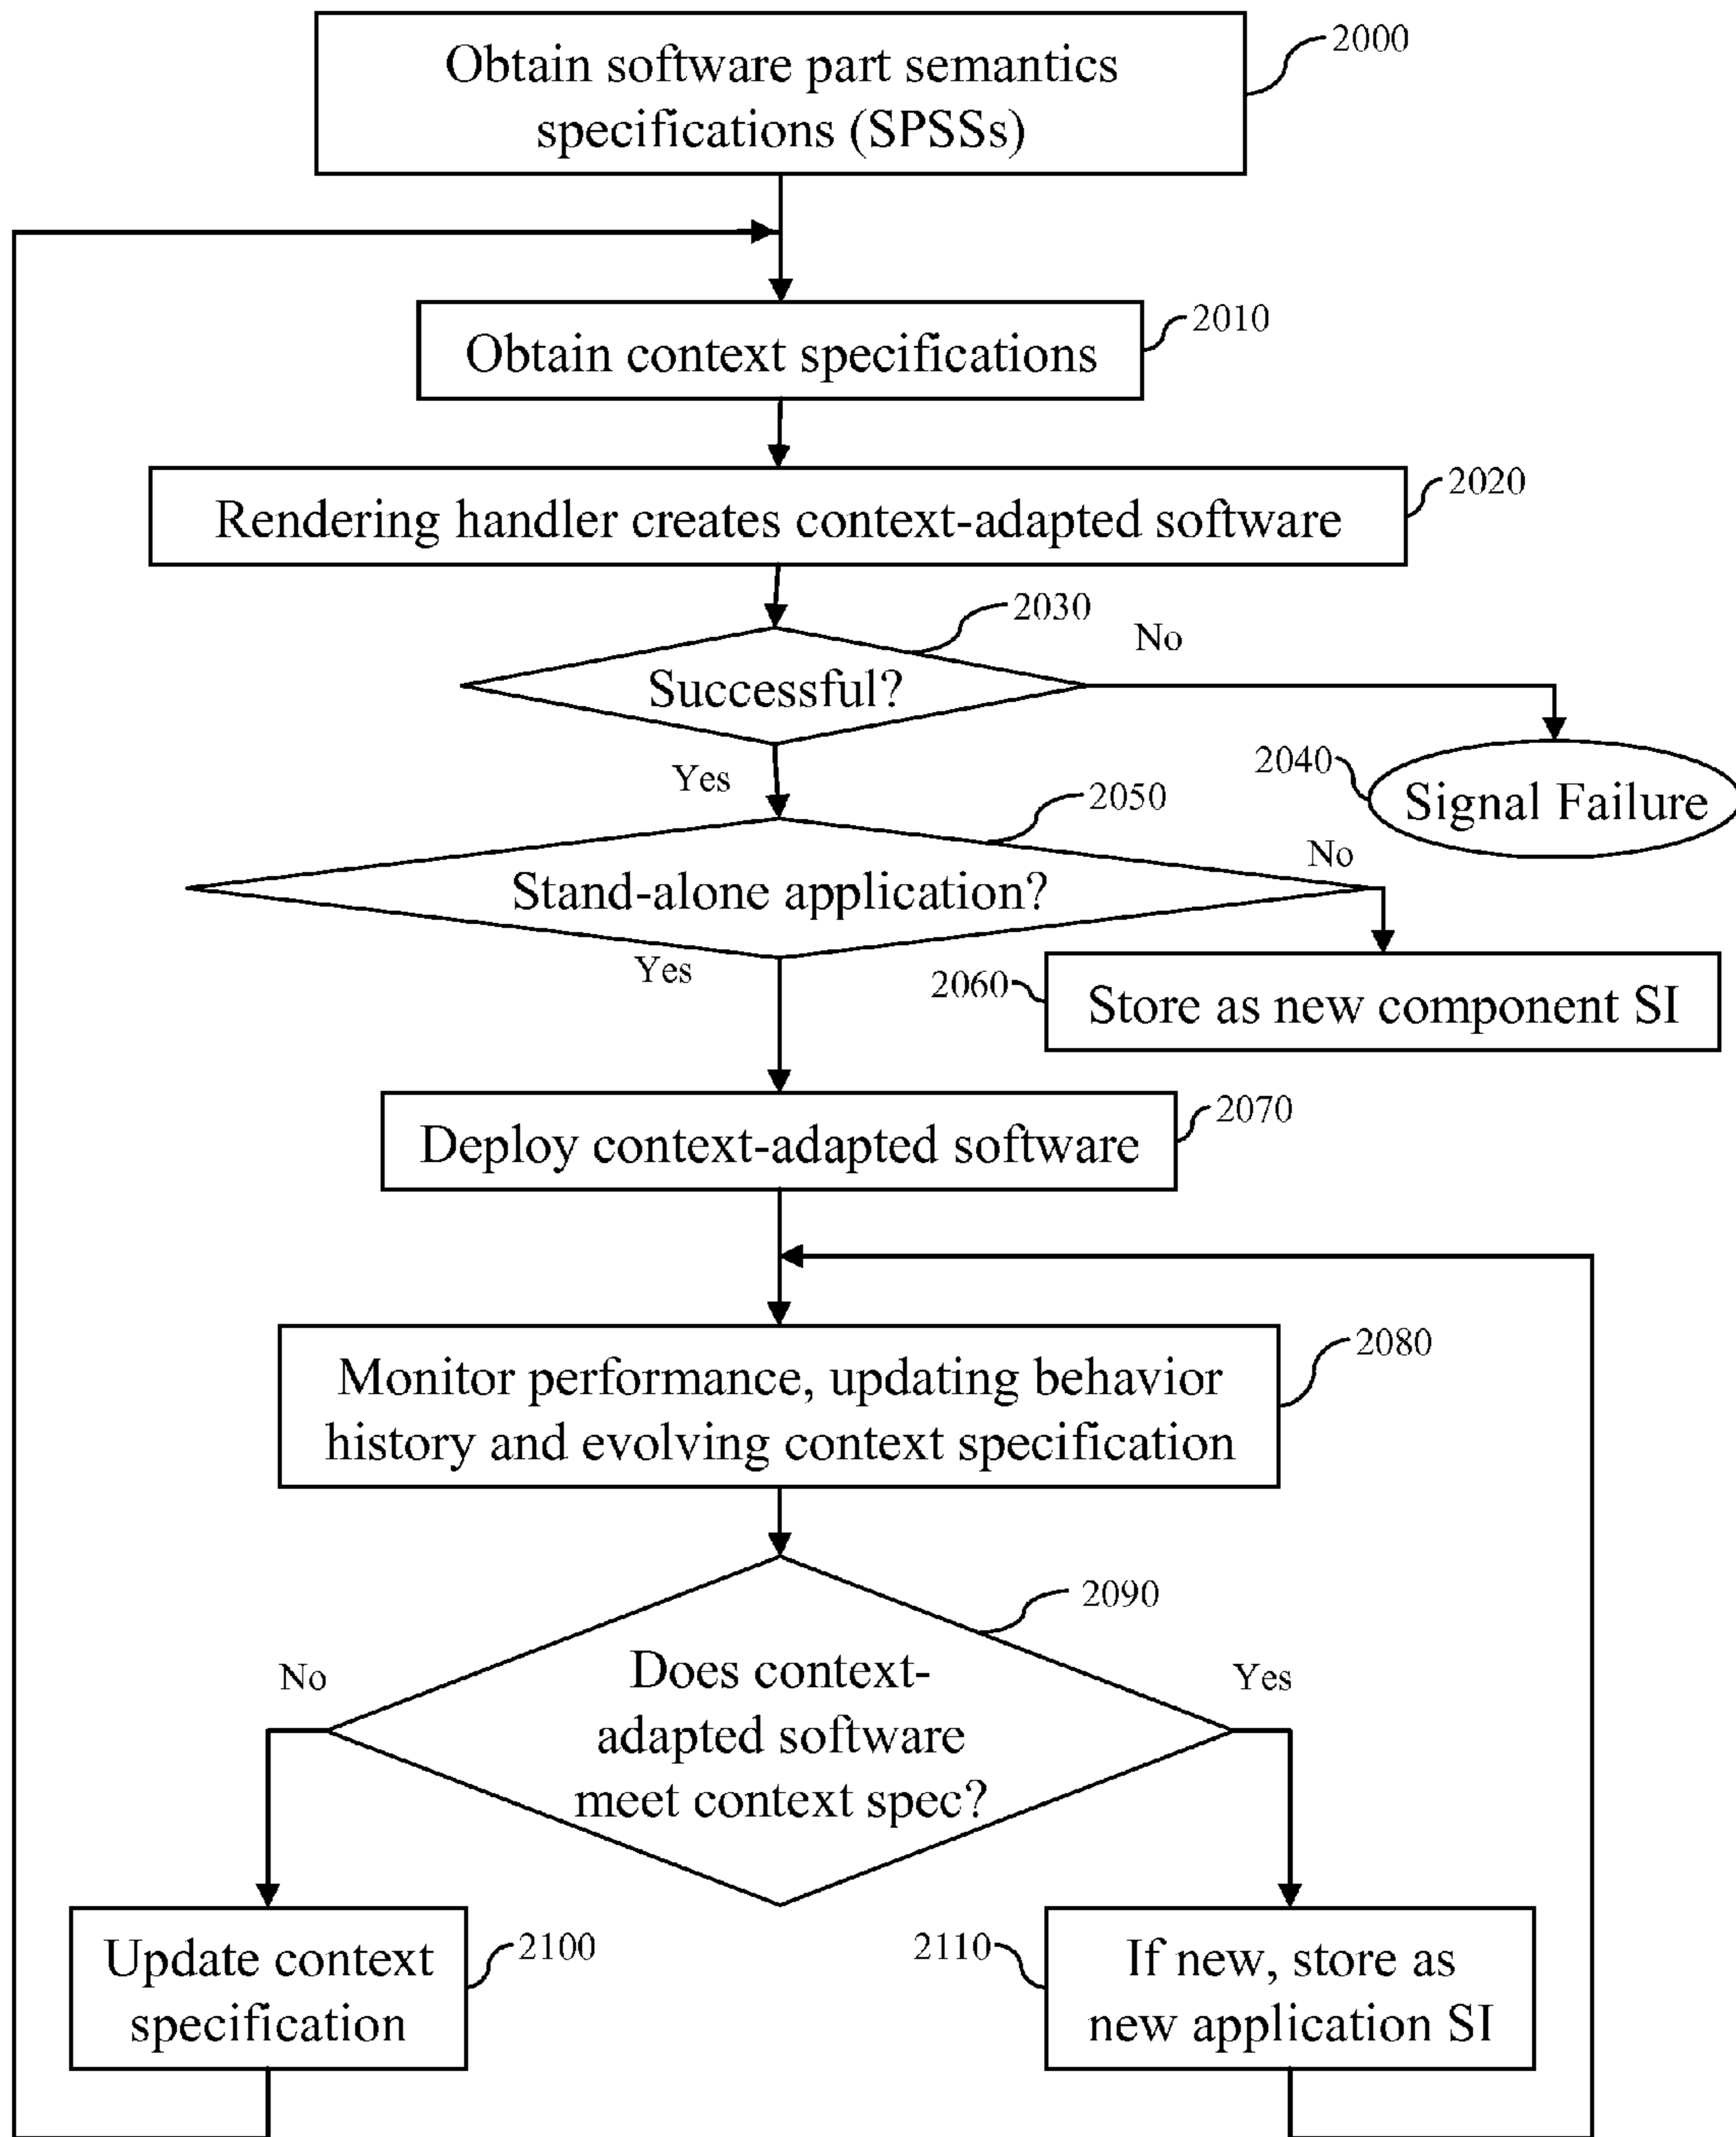 Obtain software part semantics
specifications (SPSSs)
2000
Obtain context specifications
2010
Rendering handler creates context-adapted software
2020
Successful?
2030
No
Yes
2040
Signal Failure
Stand-alone application?
2050
No
Yes
2060
Store as new component SI
Deploy context-adapted software
2070
Monitor performance, updating behavior
history and evolving context specification
2080
2090
Does context-
adapted software
meet context spec?
No
Yes
Update context
specification
2100
2110
If new, store as
new application SI